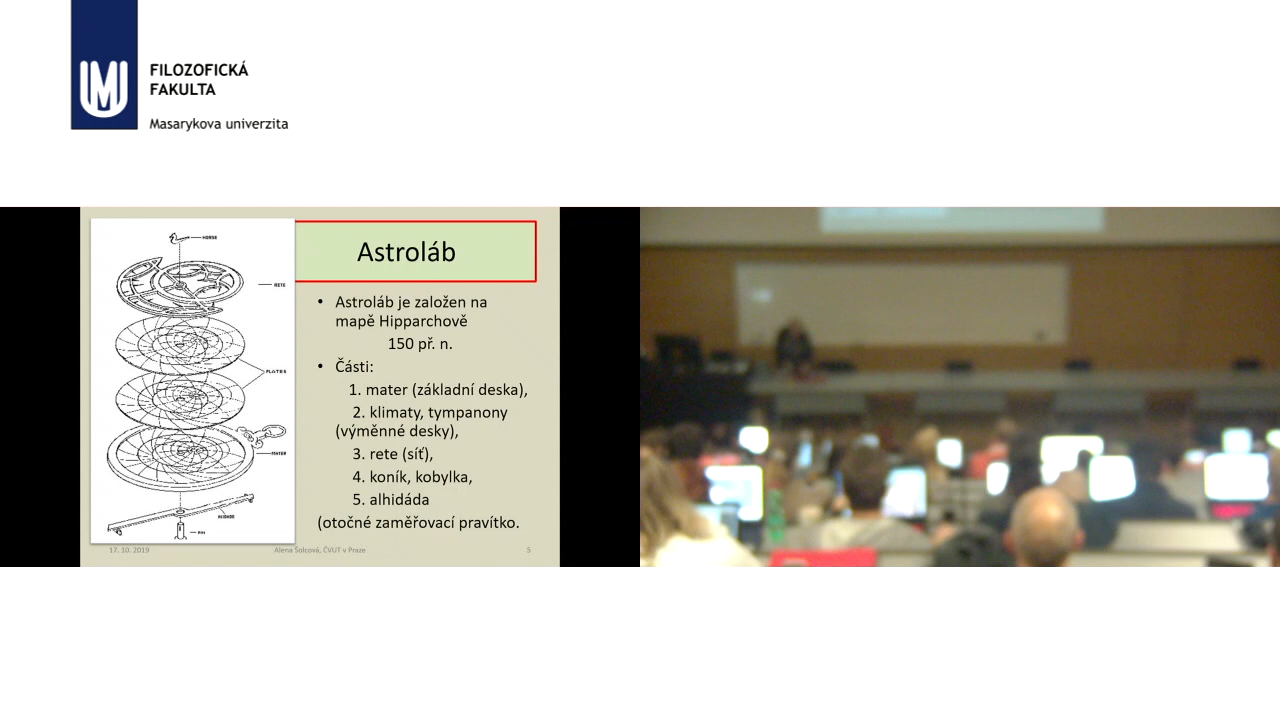 FILOZOFICKÁ
FAKULTA
Masarykova univerzita
HORSE
RETE
PLATES
MATER
ALIDADE
PIN
Astroláb
• Astroláb je založen na
mapě Hipparchově
150 př. n.
• Části:
1. mater (základní deska),
2. klimaty, tympanony
(výměnné desky),
3. rete (síť),
4. koník, kobylka,
5. alhidáda
(otočné zaměřovací pravítko.
17. 10. 2019
Alena Šolcová, ČVUT v Praze
5